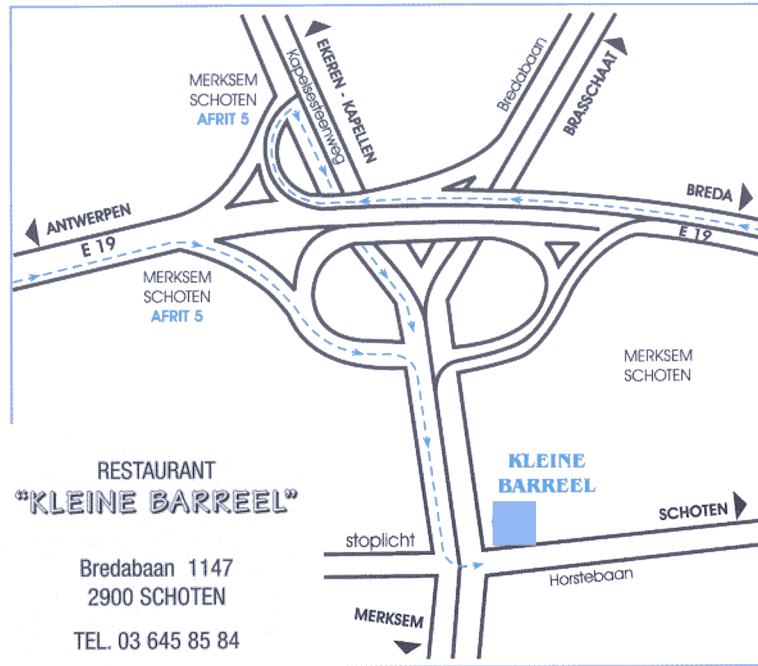 EKEREN - KAPELLEN
Kapelsesteenweg
Bredabaan
BRASSCHAAT
MERKSEM
SCHOTEN
AFRIT 5
ANTWERPEN
E 19
BREDA
E 19
MERKSEM
SCHOTEN
AFRIT 5
MERKSEM
SCHOTEN
KLEINE
BARREEL
RESTAURANT
"KLEINE BARREEL"
Bredabaan 1147
2900 SCHOTEN
TEL. 03 645 85 84
stoplicht
SCHOTEN
Horstebaan
MERKSEM